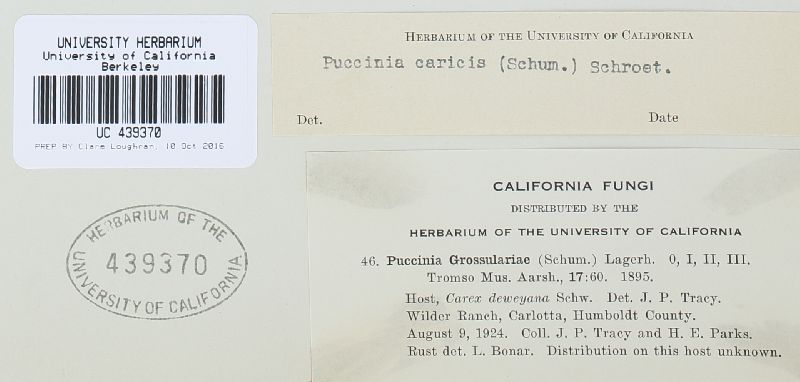 UNIVERSITY HERBARIUM
University of California
Berkeley
UC 439370
PREP BY Clare Loughran, 10 Oct 2016
HERBARIUM OF THE UNIVERSITY OF CALIFORNIA
Puccinia caricis (Schum.) Schroet.
Det. Date
HERBARIUM OF THE
439370
UNIVERSITY OF CALIFORNIA
CALIFORNIA FUNGI
DISTRIBUTED BY THE
HERBARIUM OF THE UNIVERSITY OF CALIFORNIA
46. Puccinia Grossulariae (Schum.) Lagerh. 0, I, II, III.
Tromso Mus. Aarsh., 17:60. 1895.
Host, Carex deweyana Schw. Det. J. P. Tracy.
Wilder Ranch, Carlotta, Humboldt County.
August 9, 1924. Coll. J. P. Tracy and H. E. Parks.
Rust det. L. Bonar. Distribution on this host unknown.